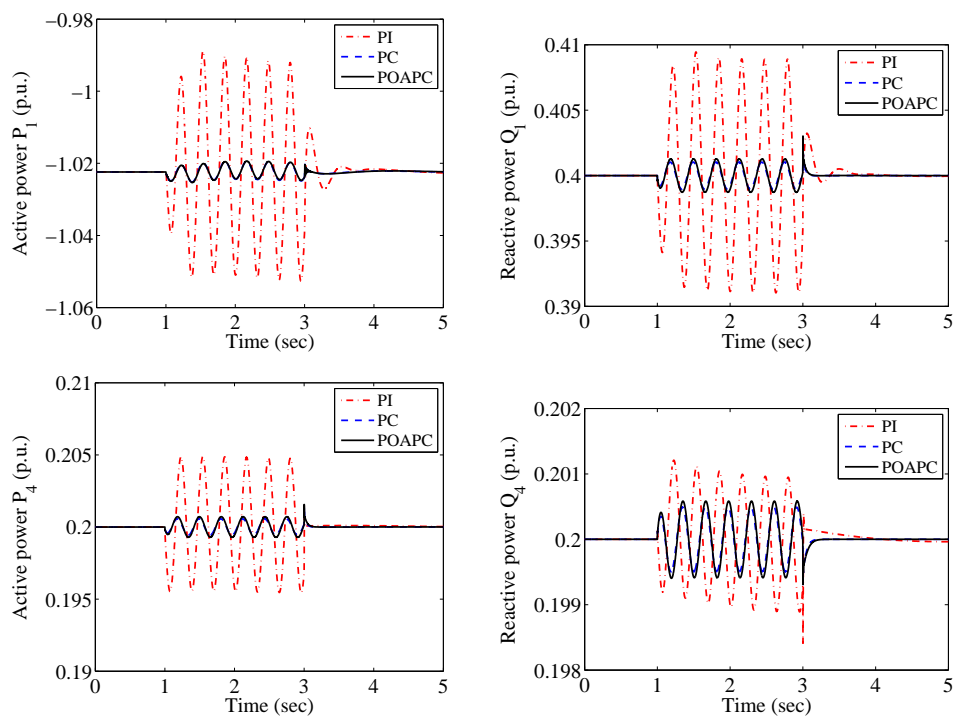 Active power P1 (p.u.)
−0.98
−1
−1.02
−1.04
−1.06
PI
PC
POAPC
0 1 2 3 4 5
Time (sec)
Reactive power Q1 (p.u.)
0.41
0.405
0.4
0.395
0.39
PI
PC
POAPC
0 1 2 3 4 5
Time (sec)
Active power P4 (p.u.)
0.21
0.205
0.2
0.195
0.19
PI
PC
POAPC
0 1 2 3 4 5
Time (sec)
Reactive power Q4 (p.u.)
0.202
0.201
0.2
0.199
0.198
PI
PC
POAPC
0 1 2 3 4 5
Time (sec)